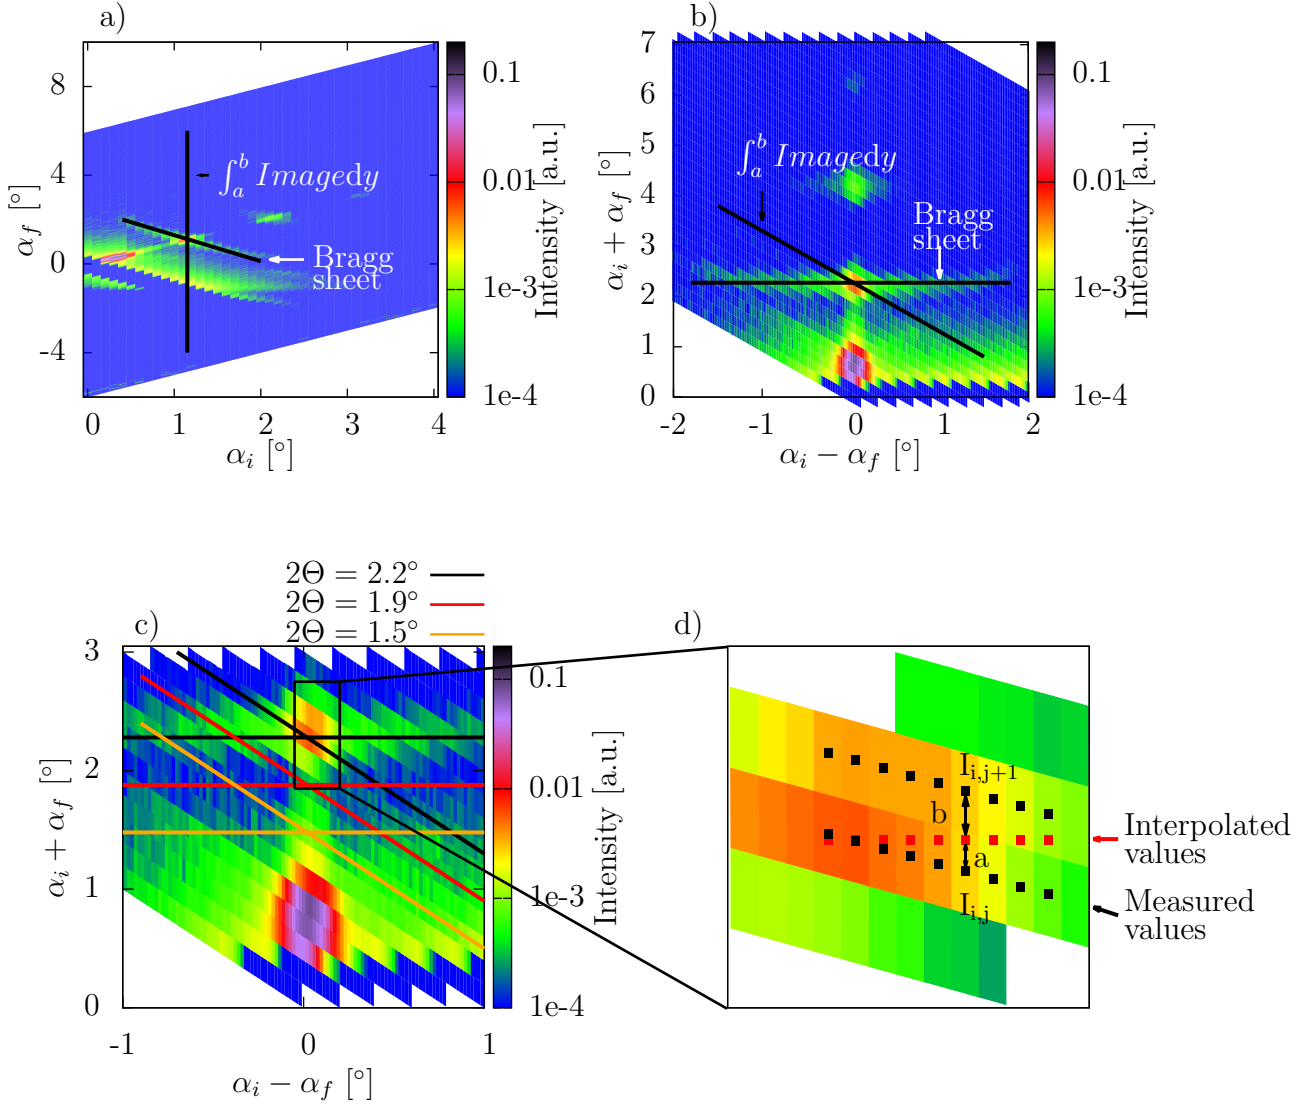 a)
8
4
0
-4
α_f [°]
0
1
2
3
4
α_i [°]
∫_a^b Imagedy
Bragg
sheet
0.1
0.01
1e-3
1e-4
Intensity [a.u.]
b)
7
6
5
4
3
2
1
0
α_i + α_f [°]
-2
-1
0
1
2
α_i − α_f [°]
∫_a^b Imagedy
Bragg
sheet
0.1
0.01
1e-3
1e-4
Intensity [a.u.]
2Θ = 2.2°
2Θ = 1.9°
2Θ = 1.5°
c)
3
2
1
0
α_i + α_f [°]
-1
0
1
α_i − α_f [°]
0.1
0.01
1e-3
1e-4
Intensity [a.u.]
d)
I_{i,j+1}
b
a
I_{i,j}
Interpolated
values
Measured
values